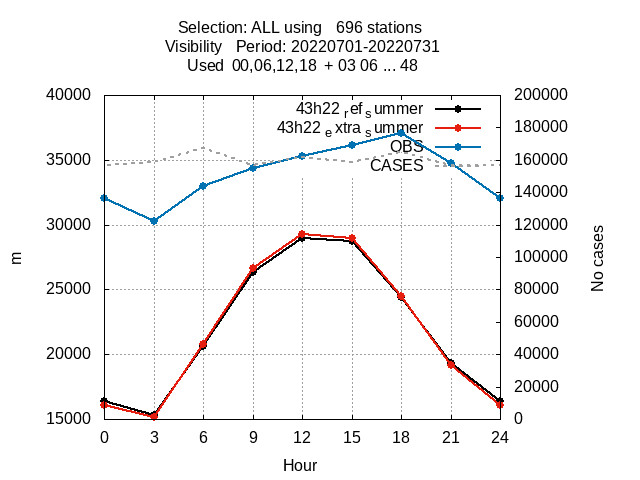 Selection: ALL using   696 stations
Visibility   Period: 20220701-20220731
Used  00,06,12,18  + 03 06 ... 48
40000 200000
43h22 ref summer
180000
43h22 extra summer
OBS
35000 160000
CASES
140000
30000 120000
m
No cases
100000
25000 80000
60000
20000 40000
20000
15000 0
0 3 6 9 12 15 18 21 24
Hour